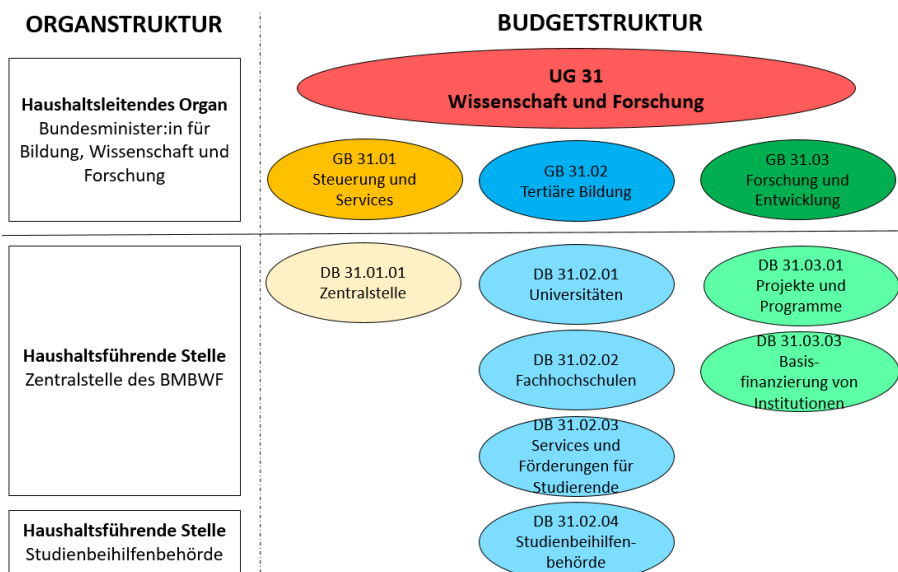 ORGANSTRUKTUR
BUDGETSTRUKTUR
Haushaltsleitendes Organ
Bundesminister:in für
Bildung, Wissenschaft und
Forschung
UG 31
Wissenschaft und Forschung
GB 31.01
Steuerung und
Services
GB 31.02
Tertiäre Bildung
GB 31.03
Forschung und
Entwicklung
Haushaltsführende Stelle
Zentralstelle des BMBWF
DB 31.01.01
Zentralstelle
DB 31.02.01
Universitäten
DB 31.03.01
Projekte und
Programme
DB 31.02.02
Fachhochschulen
DB 31.03.03
Basis-
finanzierung von
Institutionen
DB 31.02.03
Services und
Förderungen für
Studierende
Haushaltsführende Stelle
Studienbeihilfenbehörde
DB 31.02.04
Studienbeihilfen-
behörde